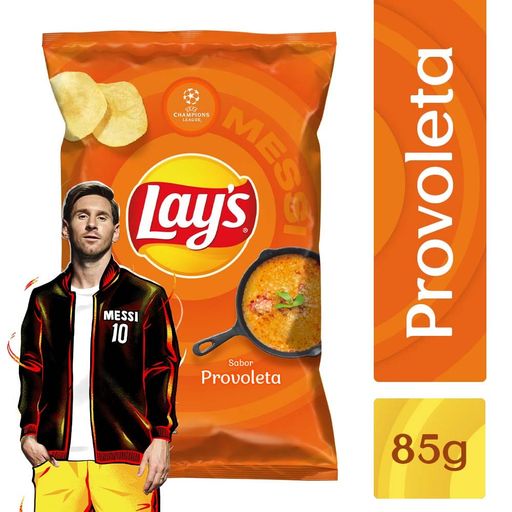 CHAMPIONS
LEAGUE
MESSI
Lay's
MESSI
10
Sabor
Provoleta
Provoleta
85g